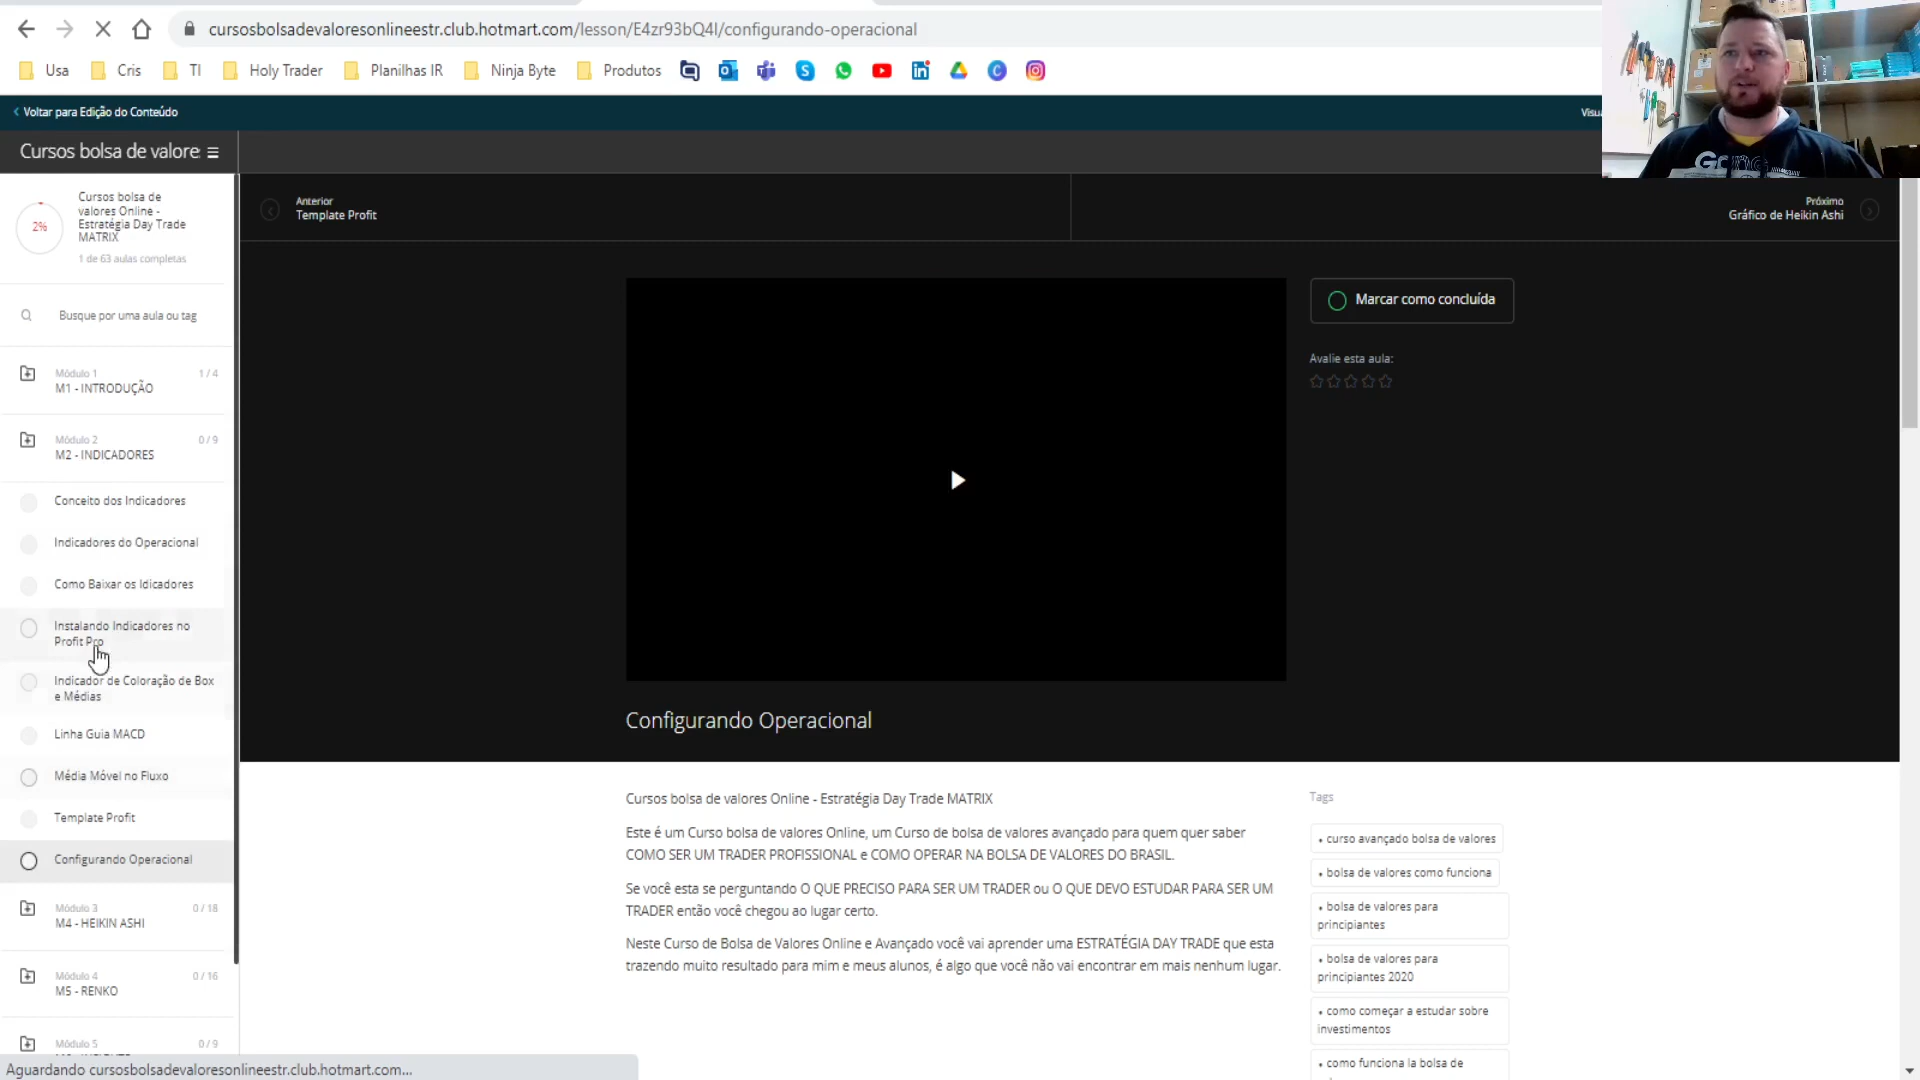 cursosbolsadevaloresonlineestr.club.hotmart.com/lesson/E4zr93bQ4l/configurando-operacional
Usa
Cris
TI
Holy Trader
Planilhas IR
Ninja Byte
Produtos
Voltar para Edição do Conteúdo
Cursos bolsa de valore
Cursos bolsa de
valores Online -
Estratégia Day Trade
MATRIX
2%
1 de 63 aulas completas
Busque por uma aula ou tag
Módulo 1
1 / 4
M1 - INTRODUÇÃO
Módulo 2
0 / 9
M2 - INDICADORES
Conceito dos Indicadores
Indicadores do Operacional
Como Baixar os Idicadores
Instalando Indicadores no
Profit Pro
Indicador de Coloração de Box
e Médias
Linha Guia MACD
Média Móvel no Fluxo
Template Profit
Configurando Operacional
Módulo 3
0 / 18
M4 - HEIKIN ASHI
Módulo 4
0 / 16
M5 - RENKO
Módulo 5
0 / 9
Aguardando cursosbolsadevaloresonlineestr.club.hotmart.com...
Anterior
Template Profit
Próximo
Gráfico de Heikin Ashi
Marcar como concluída
Avalie esta aula:
Configurando Operacional
Cursos bolsa de valores Online - Estratégia Day Trade MATRIX
Este é um Curso bolsa de valores Online, um Curso de bolsa de valores avançado para quem quer saber
COMO SER UM TRADER PROFISSIONAL e COMO OPERAR NA BOLSA DE VALORES DO BRASIL.
Se você esta se perguntando O QUE PRECISO PARA SER UM TRADER ou O QUE DEVO ESTUDAR PARA SER UM
TRADER então você chegou ao lugar certo.
Neste Curso de Bolsa de Valores Online e Avançado você vai aprender uma ESTRATÉGIA DAY TRADE que esta
trazendo muito resultado para mim e meus alunos, é algo que você não vai encontrar em mais nenhum lugar.
Tags
• curso avançado bolsa de valores
• bolsa de valores como funciona
• bolsa de valores para
principiantes
• bolsa de valores para
principiantes 2020
• como começar a estudar sobre
investimentos
• como funciona la bolsa de